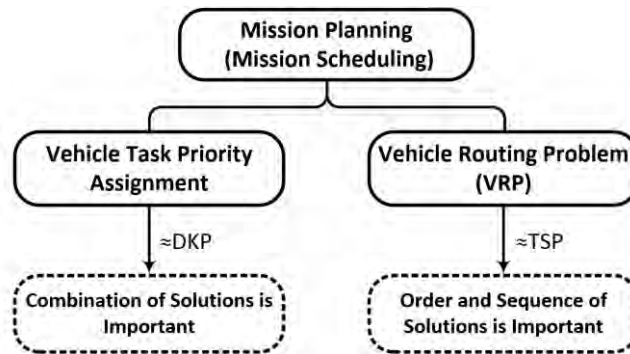 Mission Planning
(Mission Scheduling)
Vehicle Task Priority
Assignment
Vehicle Routing Problem
(VRP)
≈DKP
≈TSP
Combination of Solutions is
Important
Order and Sequence of
Solutions is Important